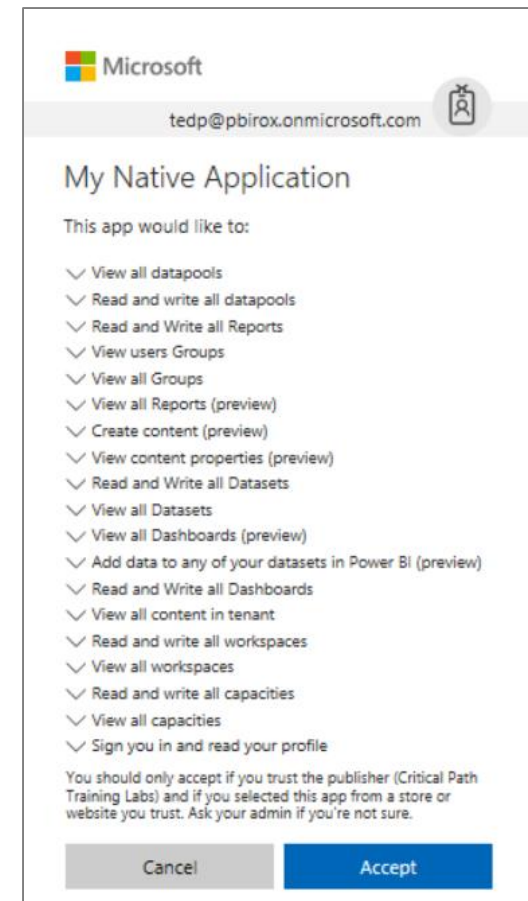 Microsoft
tedp@pbirox.onmicrosoft.com
My Native Application
This app would like to:
View all datapools
Read and write all datapools
Read and Write all Reports
View users Groups
View all Groups
View all Reports (preview)
Create content (preview)
View content properties (preview)
Read and Write all Datasets
View all Datasets
View all Dashboards (preview)
Add data to any of your datasets in Power BI (preview)
Read and Write all Dashboards
View all content in tenant
Read and write all workspaces
View all workspaces
Read and write all capacities
View all capacities
Sign you in and read your profile
You should only accept if you trust the publisher (Critical Path
Training Labs) and if you selected this app from a store or
website you trust. Ask your admin if you're not sure.
Cancel
Accept